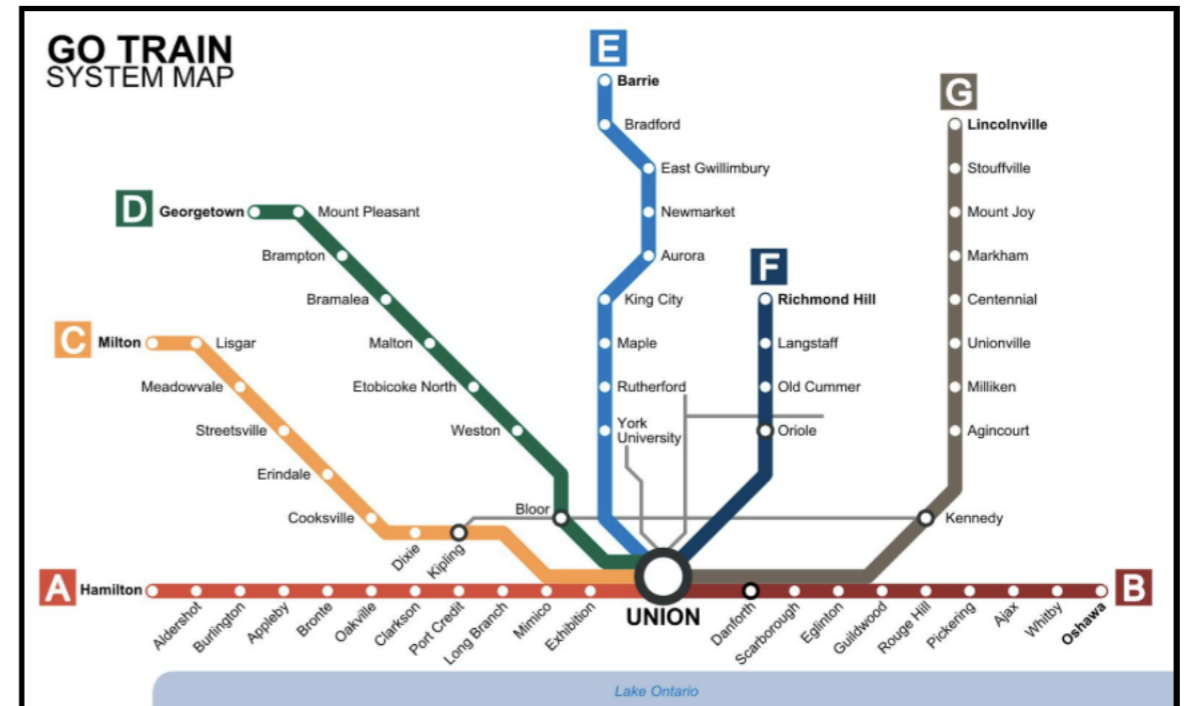 GO TRAIN
SYSTEM MAP
E
Barrie
Bradford
East Gwillimbury
Newmarket
Aurora
King City
Maple
Rutherford
York
University
G
Lincolnville
Stouffville
Mount Joy
Markham
Centennial
Unionville
Milliken
Agincourt
Kennedy
D
Georgetown
Mount Pleasant
Brampton
Bramalea
Malton
Etobicoke North
Weston
Bloor
F
Richmond Hill
Langstaff
Old Cummer
Oriole
C
Milton
Lisgar
Meadowvale
Streetsville
Erindale
Cooksville
Dixie
Kipling
A
Hamilton
Aldershot
Burlington
Appleby
Bronte
Oakville
Clarkson
Port Credit
Long Branch
Mimico
Exhibition
UNION
Danforth
Scarborough
Eglinton
Guildwood
Rouge Hill
Pickering
Ajax
Whitby
Oshawa
B
Lake Ontario